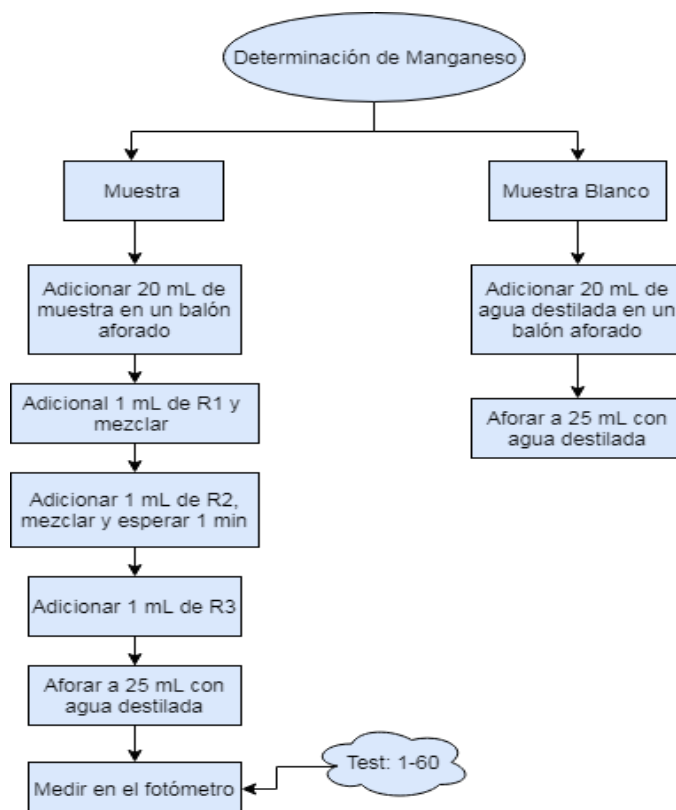 Determinación de Manganeso
Muestra
Muestra Blanco
Adicionar 20 mL de
muestra en un balón
aforado
Adicionar 20 mL de
agua destilada en un
balón aforado
Adicional 1 mL de R1 y
mezclar
Aforar a 25 mL con
agua destilada
Adicionar 1 mL de R2,
mezclar y esperar 1 min
Adicionar 1 mL de R3
Aforar a 25 mL con
agua destilada
Medir en el fotómetro
Test: 1-60